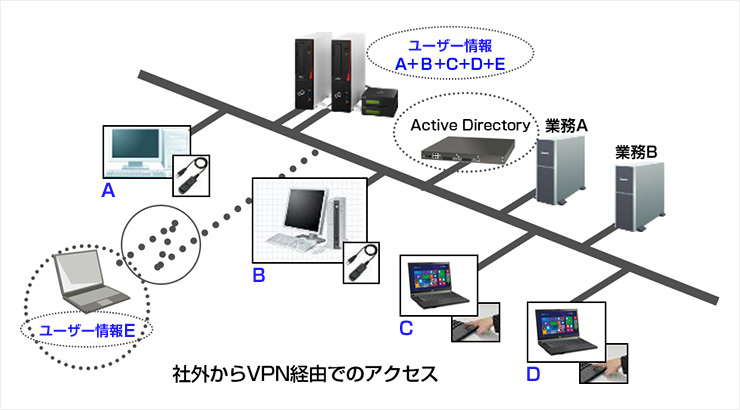 ユーザー情報
A+B+C+D+E
Active Directory
業務A
業務B
A
B
C
D
ユーザー情報E
社外からVPN経由でのアクセス